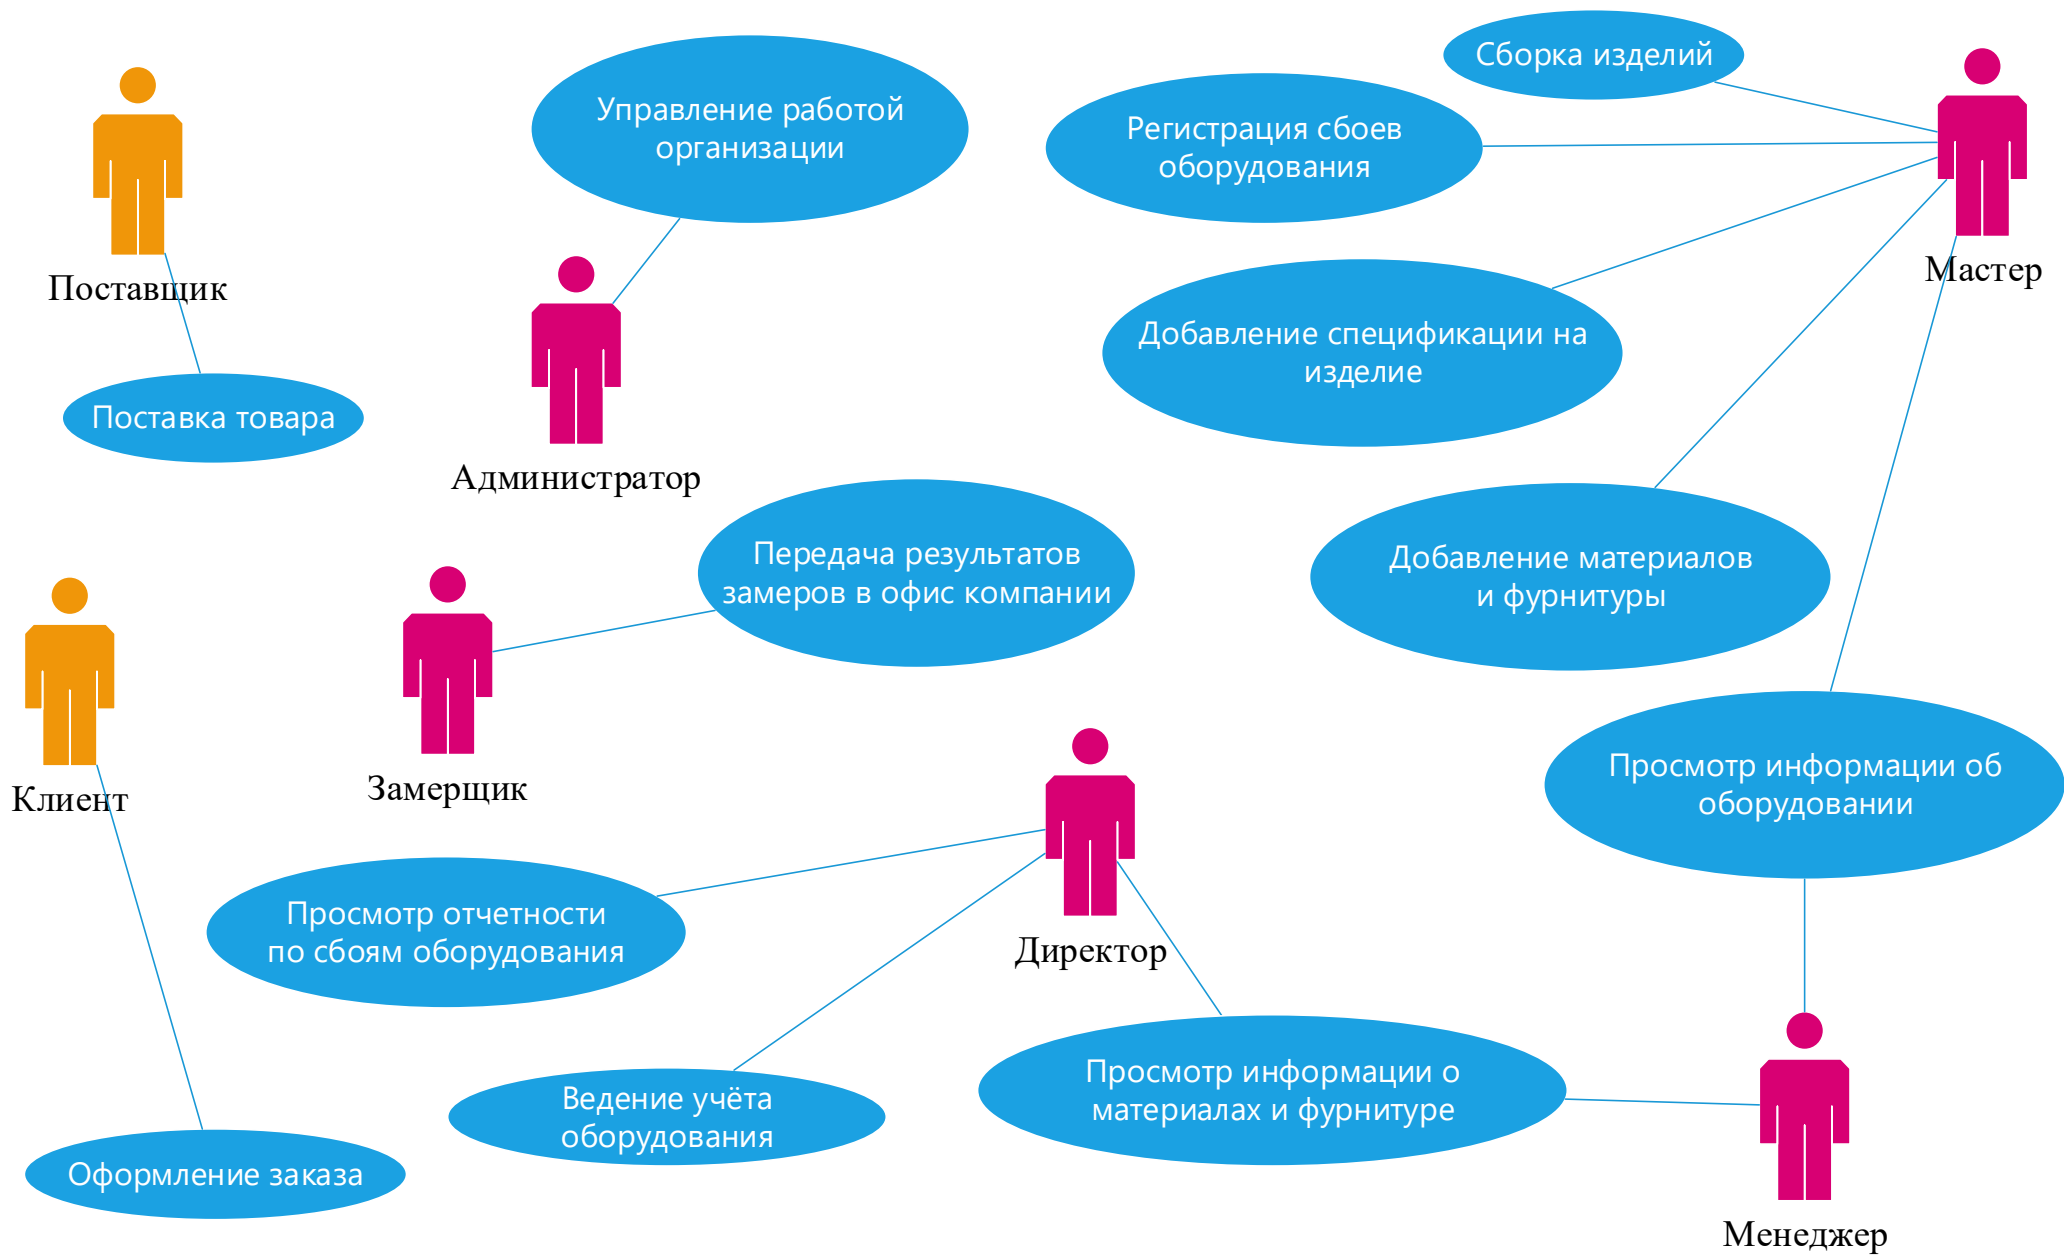 Сборка изделий
Управление работой
организации
Регистрация сбоев
оборудования
Мастер
Поставщик
Добавление спецификации на
изделие
Поставка товара
Администратор
Передача результатов
замеров в офис компании
Добавление материалов
и фурнитуры
Просмотр информации об
оборудовании
Клиент
Замерщик
Просмотр отчетности
по сбоям оборудования
Директор
Просмотр информации о
материалах и фурнитуре
Ведение учёта
оборудования
Оформление заказа
Менеджер